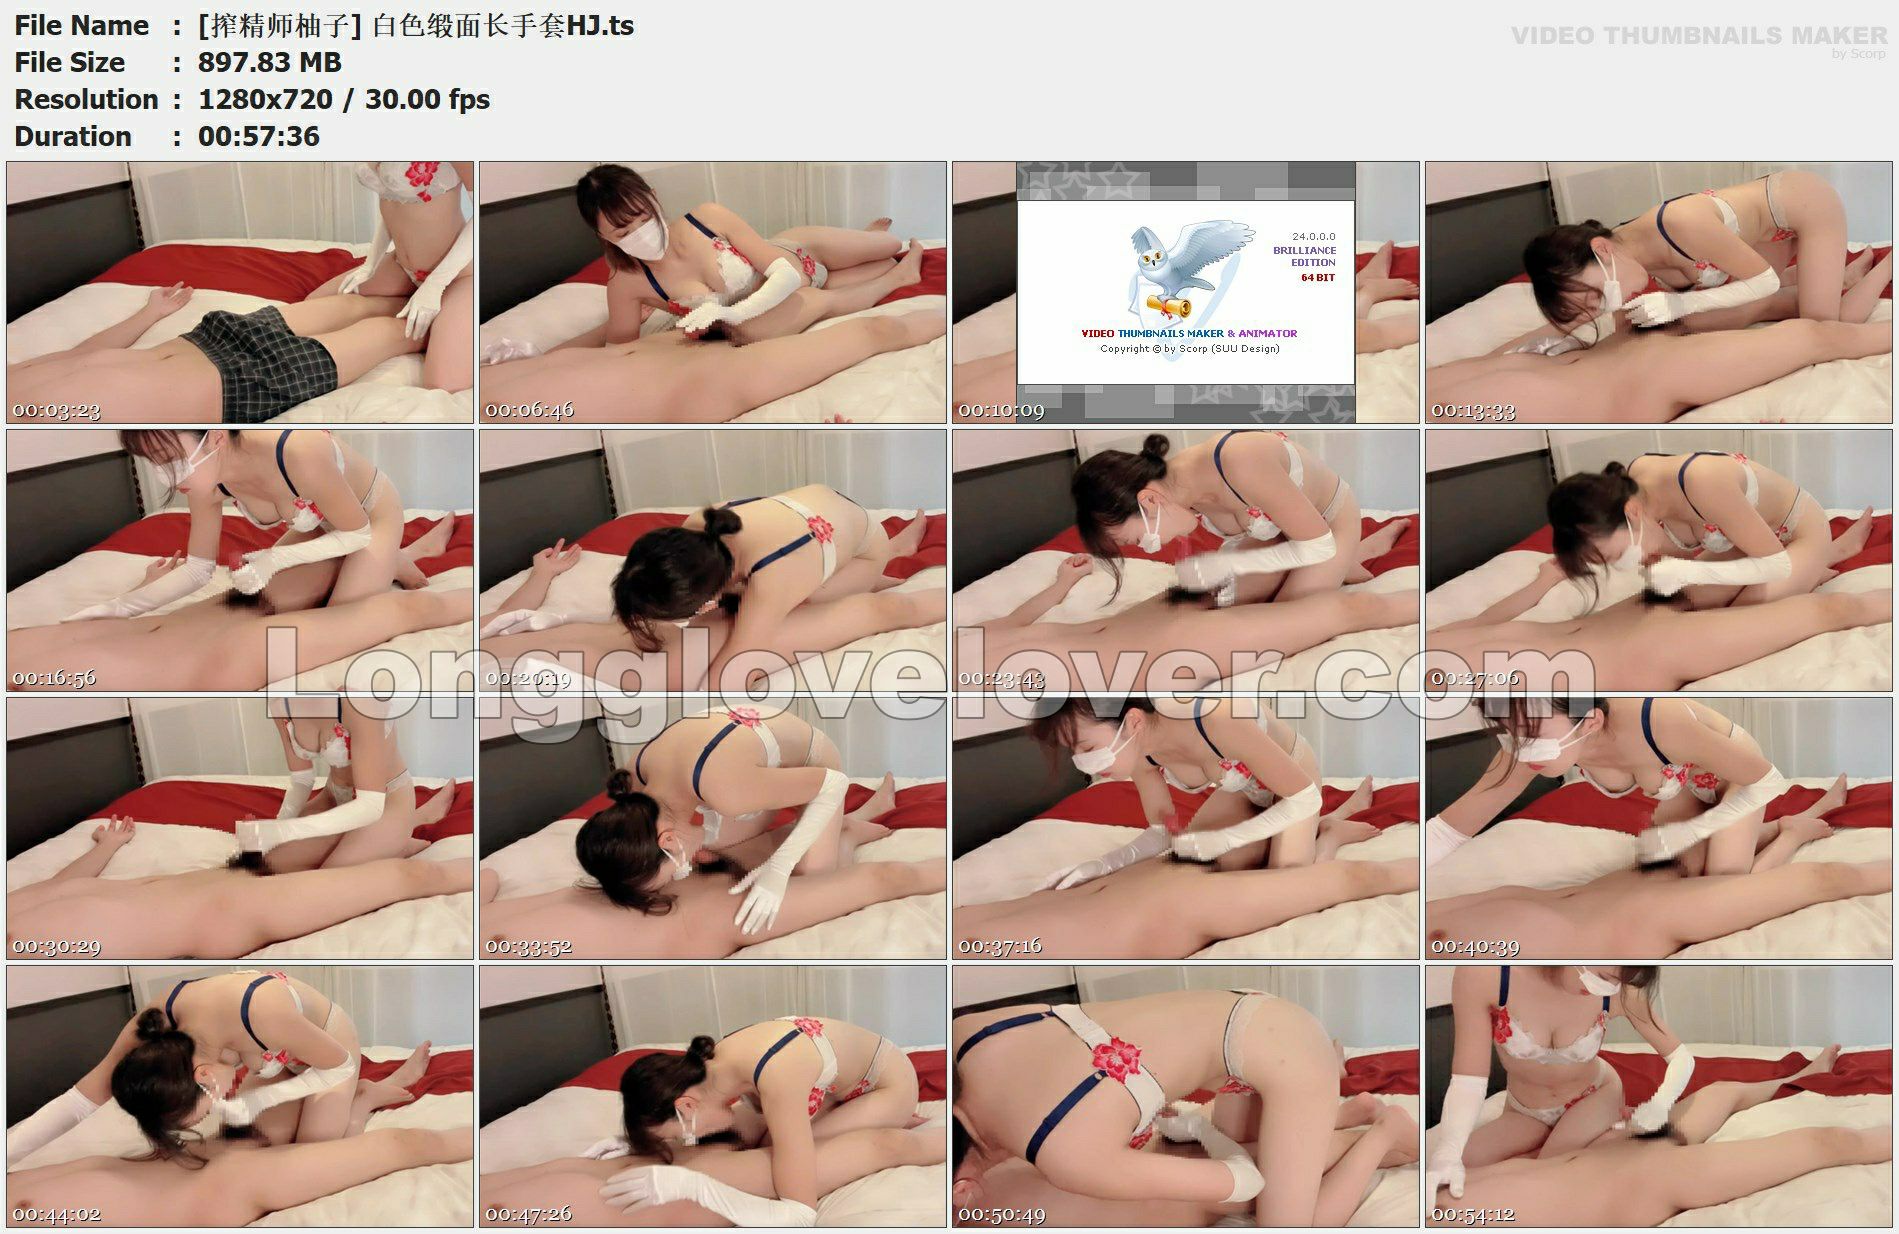 File Name : [搾精师柚子] 白色缎面长手套HJ.ts
VIDEO THUMBNAILS MAKER
by Scorp
File Size : 897.83 MB
Resolution : 1280x720 / 30.00 fps
Duration : 00:57:36
00:03:23
00:06:46
24.0.0.0
BRILLIANCE
EDITION
64 BIT
VIDEO THUMBNAILS MAKER & ANIMATOR
Copyright © by Scorp (SUU Design)
00:10:09
00:13:33
00:16:56
00:20:19
00:23:43
00:27:06
Longglovelover.com
00:30:29
00:33:52
00:37:16
00:40:39
00:44:02
00:47:26
00:50:49
00:54:12